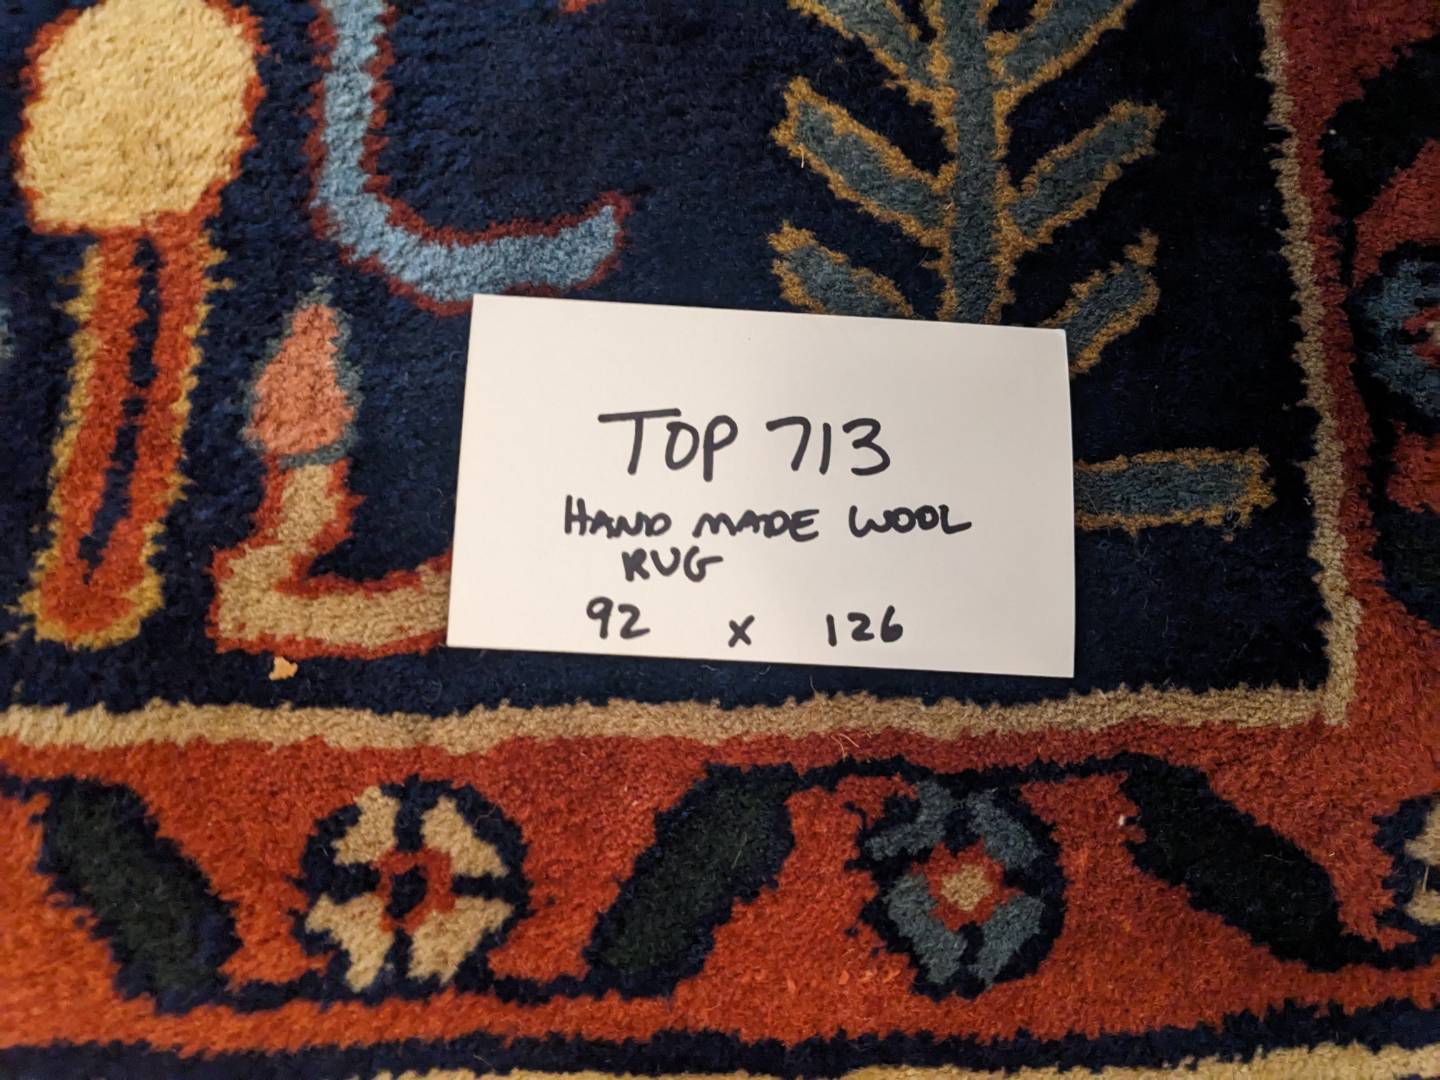 TOP 713
HAND MADE WOOL
RUG
92 x 126